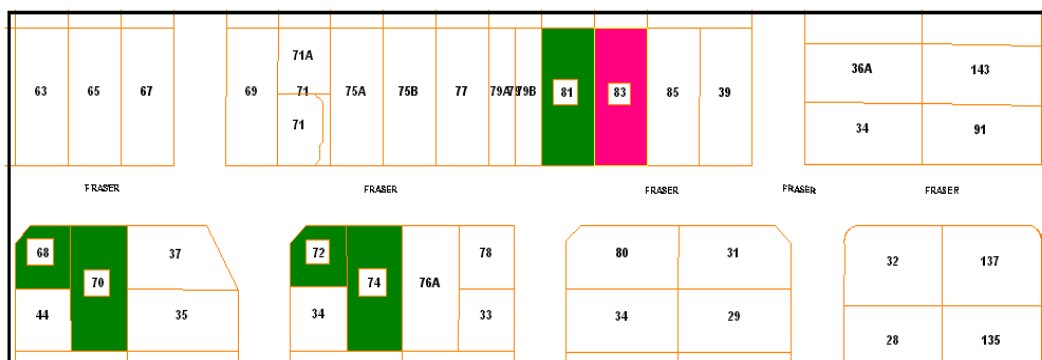 71A
36A 143
63 65 67 69 71 75A 75B 77 79A 79 79B 81 83 85 39
71
34 91
FRASER FRASER FRASER FRASER FRASER
68 37 72 78 80 31
32 137
70 74 76A
44 35 34 33 34 29
28 135